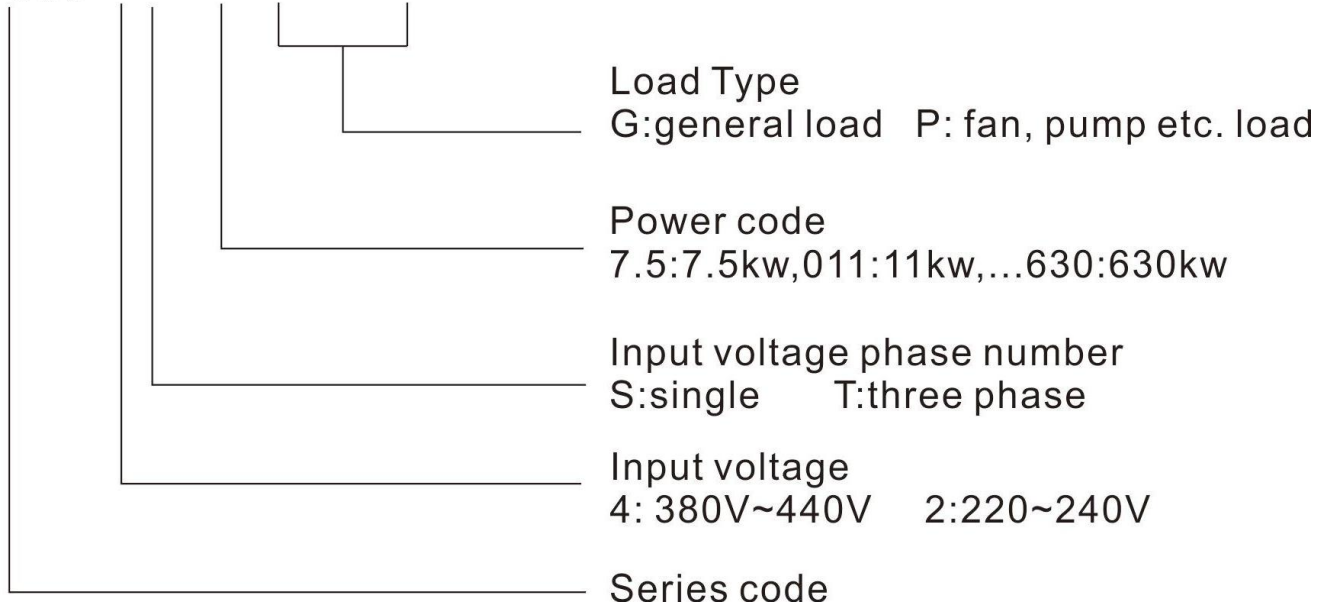 Load Type
G:general load P: fan, pump etc. load
Power code
7.5:7.5kw,011:11kw,...630:630kw
Input voltage phase number
S:single T:three phase
Input voltage
4: 380V~440V 2:220~240V
Series code